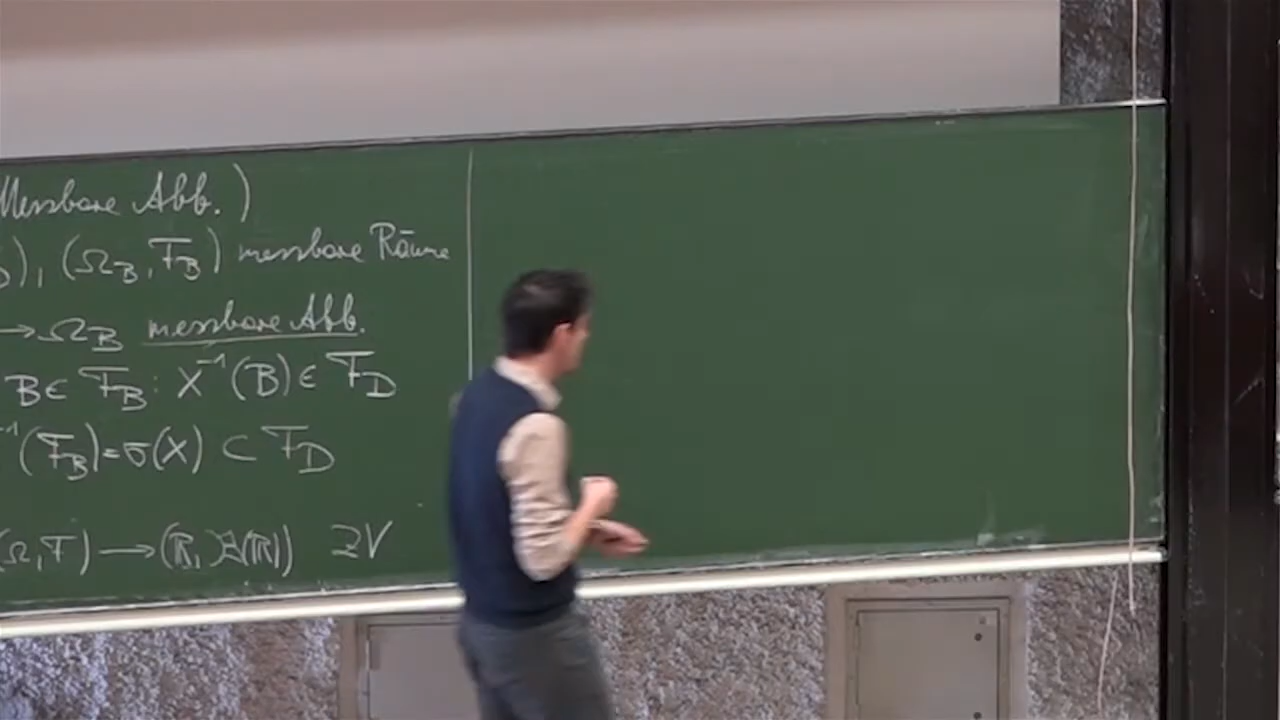 Messbare Abb.)
), (Ω_B, F_B) messbare Räume
→ Ω_B messbare Abb.
B ∈ F_B : X^{-1}(B) ∈ F_D
^{-1}(F_B) = σ(X) ⊂ F_D
(Ω, F) → (ℝ, B(ℝ)) ZV